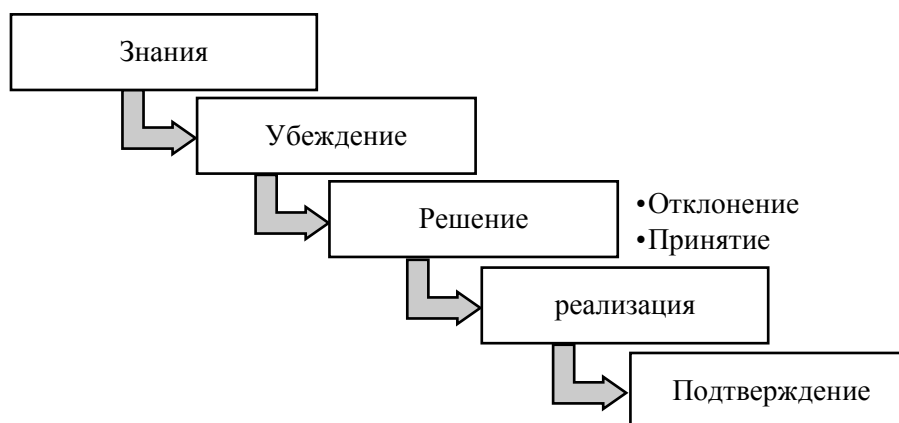 Знания
Убеждение
Решение
•Отклонение
•Принятие
реализация
Подтверждение